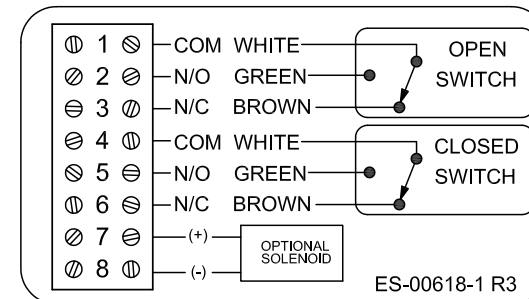 1 COM WHITE
2 N/O GREEN
3 N/C BROWN
OPEN
SWITCH
4 COM WHITE
5 N/O GREEN
6 N/C BROWN
CLOSED
SWITCH
7 (+)
8 (-)
OPTIONAL
SOLENOID
ES-00618-1 R3